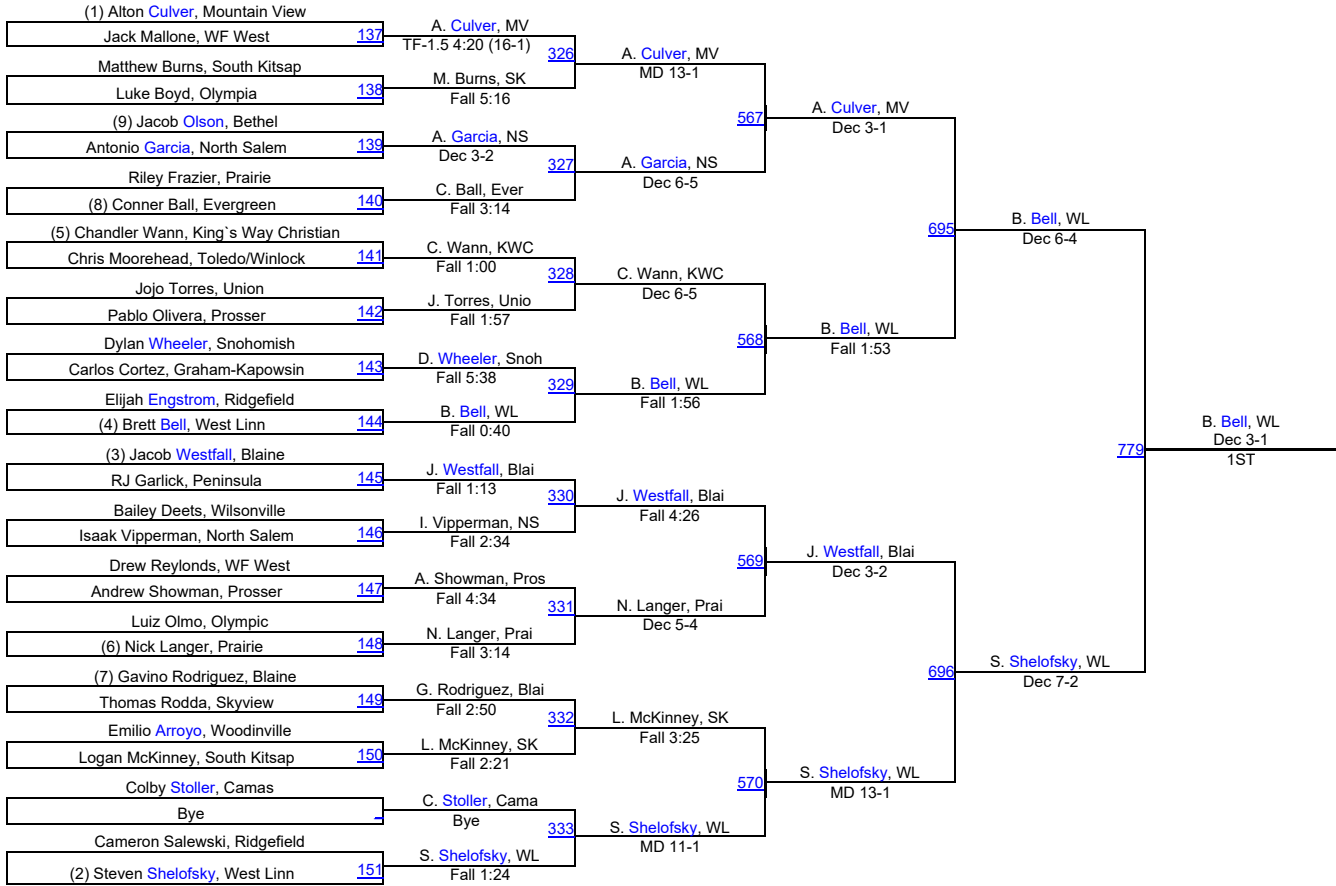 (1) Alton Culver, Mountain View
Jack Mallone, WF West 137
Matthew Burns, South Kitsap
Luke Boyd, Olympia 138
(9) Jacob Olson, Bethel
Antonio Garcia, North Salem 139
Riley Frazier, Prairie
(8) Conner Ball, Evergreen 140
(5) Chandler Wann, King`s Way Christian
Chris Moorehead, Toledo/Winlock 141
Jojo Torres, Union
Pablo Olivera, Prosser 142
Dylan Wheeler, Snohomish
Carlos Cortez, Graham-Kapowsin 143
Elijah Engstrom, Ridgefield
(4) Brett Bell, West Linn 144
(3) Jacob Westfall, Blaine
RJ Garlick, Peninsula 145
Bailey Deets, Wilsonville
Isaak Vipperman, North Salem 146
Drew Reylonds, WF West
Andrew Showman, Prosser 147
Luiz Olmo, Olympic
(6) Nick Langer, Prairie 148
(7) Gavino Rodriguez, Blaine
Thomas Rodda, Skyview 149
Emilio Arroyo, Woodinville
Logan McKinney, South Kitsap 150
Colby Stoller, Camas
Bye
Cameron Salewski, Ridgefield
(2) Steven Shelofsky, West Linn 151
A. Culver, MV
TF-1.5 4:20 (16-1)
326
M. Burns, SK
Fall 5:16
A. Garcia, NS
Dec 3-2
327
C. Ball, Ever
Fall 3:14
C. Wann, KWC
Fall 1:00
328
J. Torres, Unio
Fall 1:57
D. Wheeler, Snoh
Fall 5:38
329
B. Bell, WL
Fall 0:40
J. Westfall, Blai
Fall 1:13
330
I. Vipperman, NS
Fall 2:34
A. Showman, Pros
Fall 4:34
331
N. Langer, Prai
Fall 3:14
G. Rodriguez, Blai
Fall 2:50
332
L. McKinney, SK
Fall 2:21
C. Stoller, Cama
Bye
333
S. Shelofsky, WL
Fall 1:24
A. Culver, MV
MD 13-1
567
A. Garcia, NS
Dec 6-5
C. Wann, KWC
Dec 6-5
568
B. Bell, WL
Fall 1:56
J. Westfall, Blai
Fall 4:26
569
N. Langer, Prai
Dec 5-4
L. McKinney, SK
Fall 3:25
570
S. Shelofsky, WL
MD 11-1
A. Culver, MV
Dec 3-1
695
B. Bell, WL
Fall 1:53
J. Westfall, Blai
Dec 3-2
696
S. Shelofsky, WL
MD 13-1
B. Bell, WL
Dec 6-4
779
S. Shelofsky, WL
Dec 7-2
B. Bell, WL
Dec 3-1
1ST